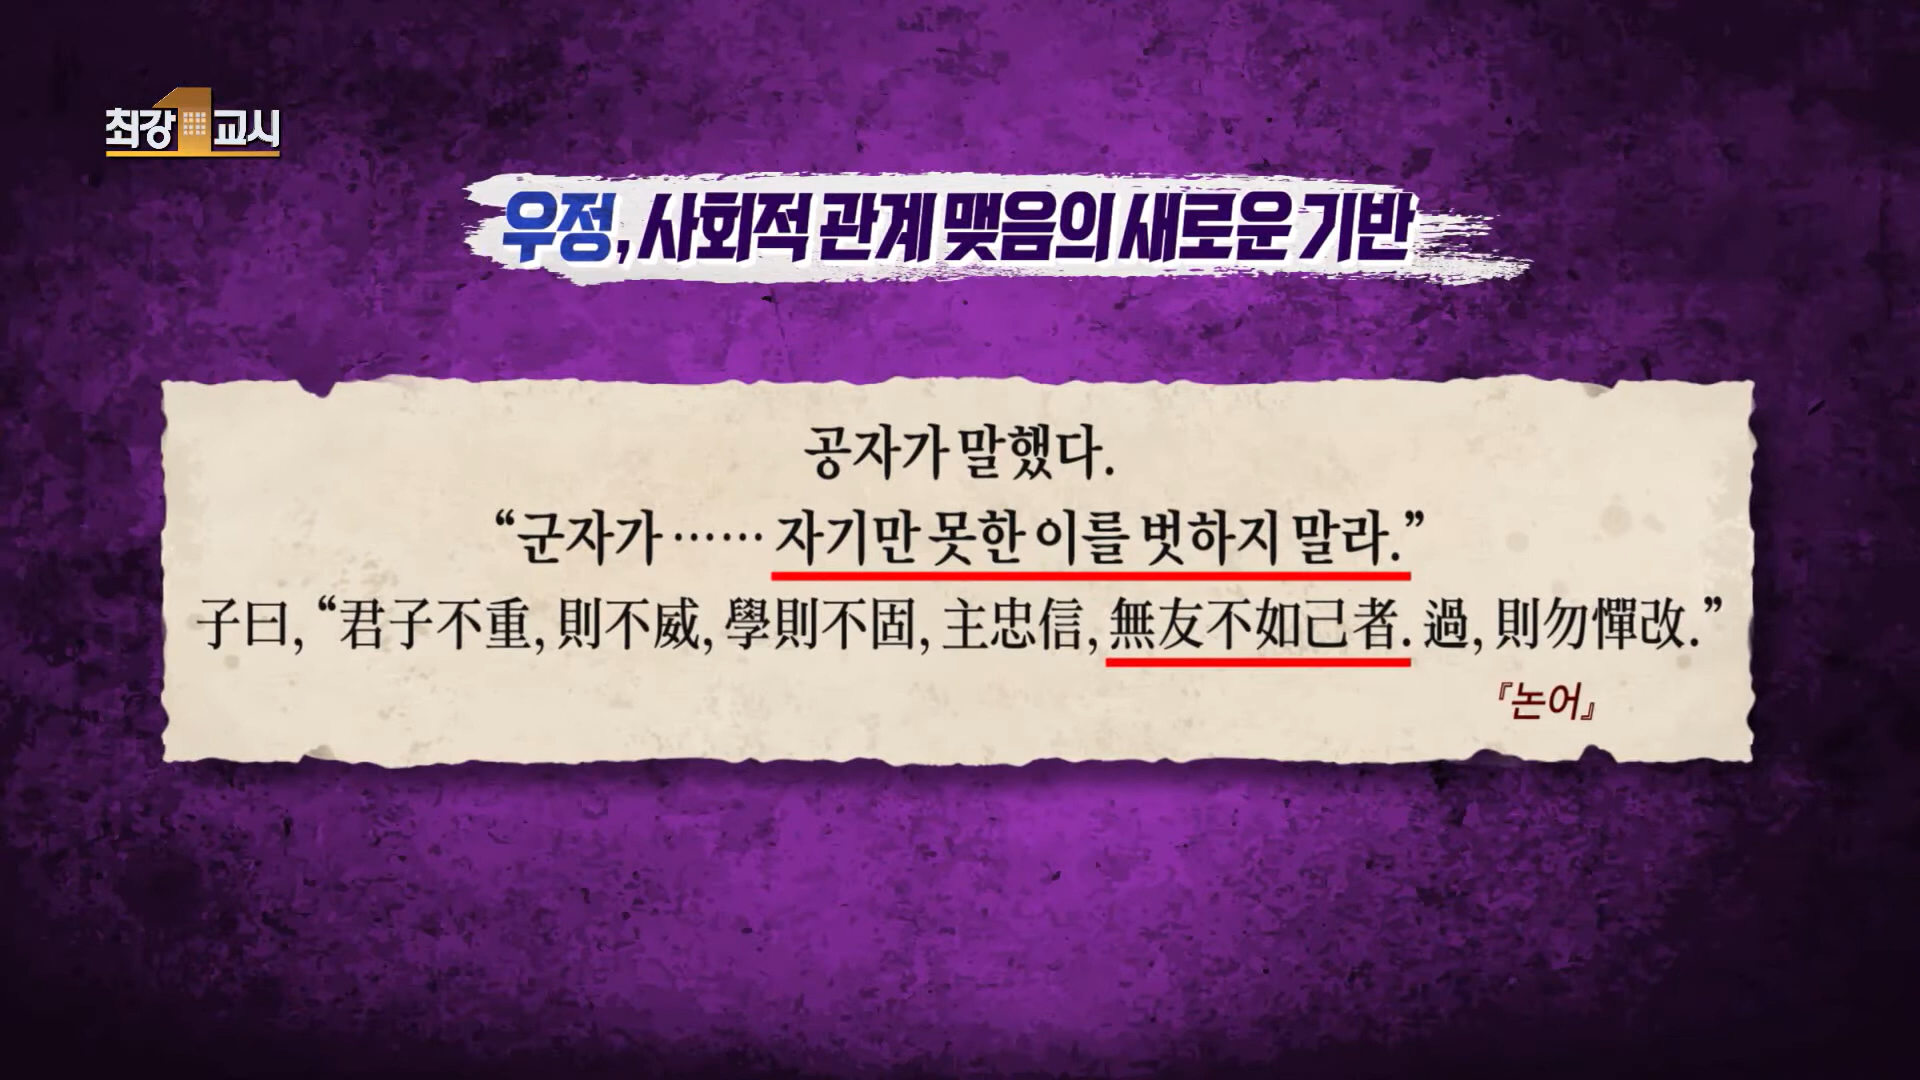 최강1교시
우정, 사회적 관계 맺음의 새로운 기반
공자가 말했다.
“군자가 …… 자기만 못한 이를 벗하지 말라.”
子曰, “君子不重, 則不威, 學則不固, 主忠信, 無友不如己者. 過, 則勿憚改.”
『논어』